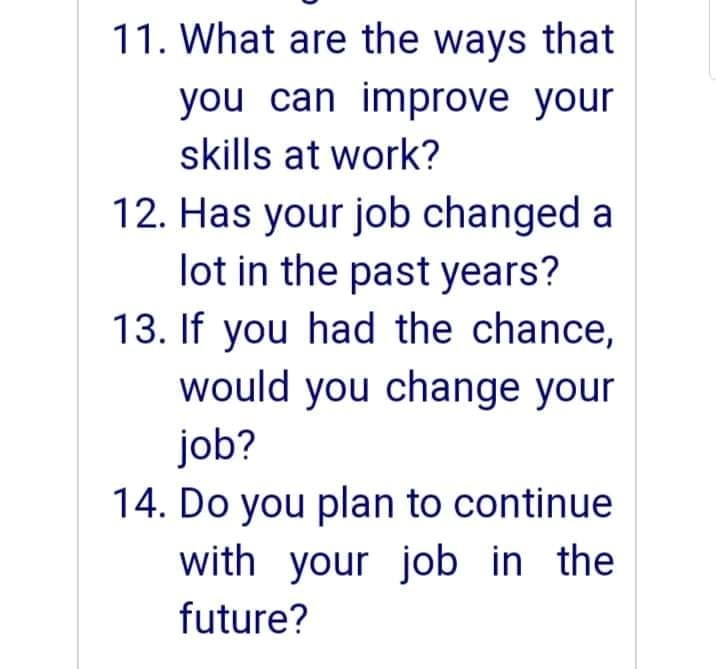 11. What are the ways that
you can improve your
skills at work?
12. Has your job changed a
lot in the past years?
13. If you had the chance,
would you change your
job?
14. Do you plan to continue
with your job in the
future?